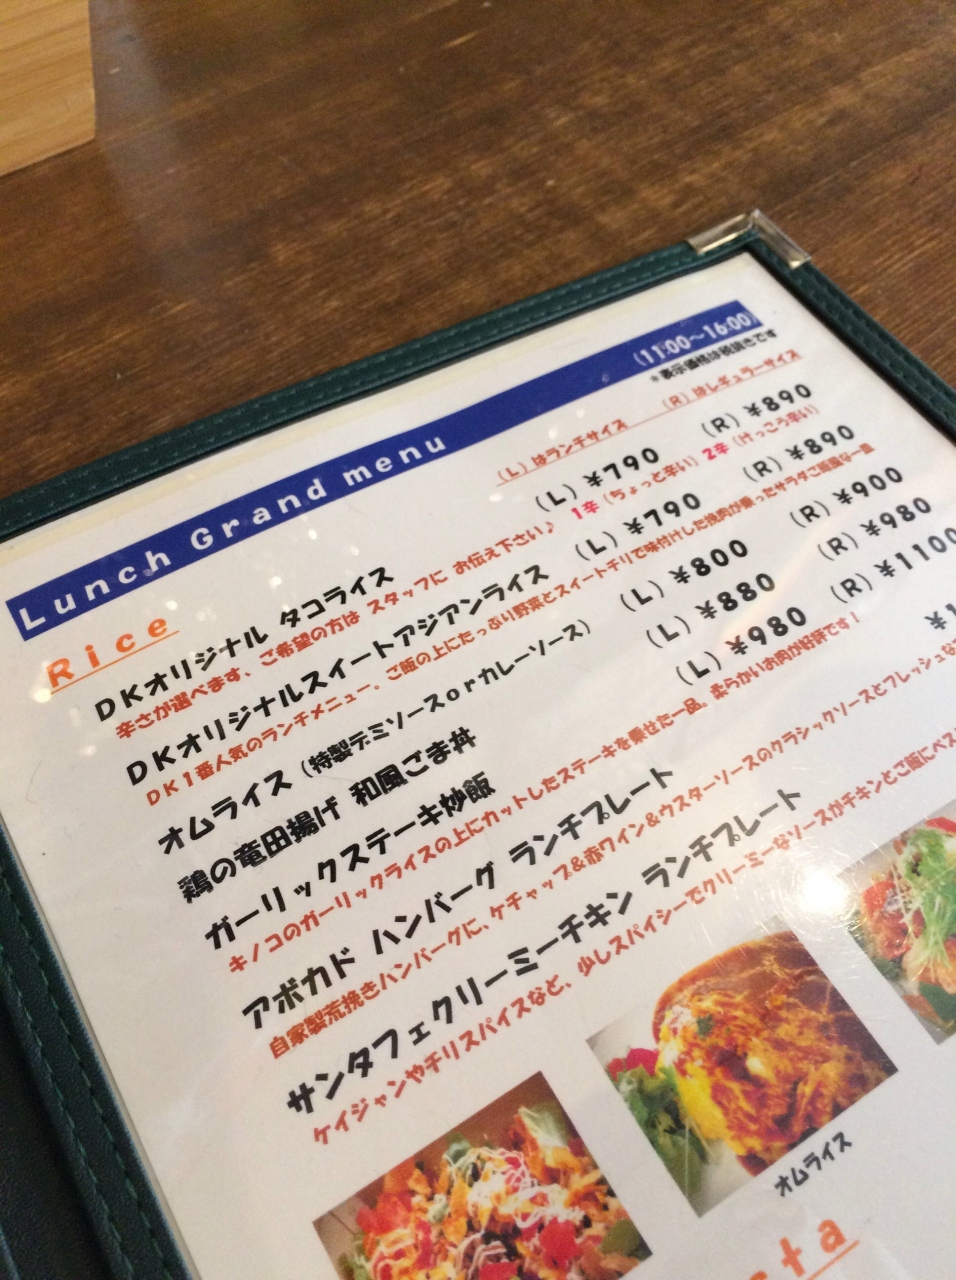 Lunch Grand menu (11:00～16:00)
*表示価格は税抜きです
(L)はランチサイズ (R)はレギュラーサイズ
Rice
DKオリジナル タコライス (L)¥790 (R)¥890
辛さが選べます、ご希望の方は スタッフに お伝え下さい♪ 1辛(ちょっと辛い) 2辛(けっこう辛い)
DKオリジナルスイートアジアンライス (L)¥790 (R)¥890
DK1番人気のランチメニュー、ご飯の上にたっぷり野菜とスイートチリで味付けした挽肉が乗ったサラダご飯風な一皿
オムライス(特製デミソースorカレーソース) (L)¥800 (R)¥900
鶏の竜田揚げ 和風ごま丼 (L)¥880 (R)¥980
ガーリックステーキ炒飯 (L)¥980 (R)¥1100
キノコのガーリックライスの上にカットしたステーキを乗せた一品。柔らかいお肉が好評です!
アボカド ハンバーグ ランチプレート
自家製荒挽きハンバーグに、ケチャップ&赤ワイン&ウスターソースのクラシックソースとフレッシュな
サンタフェクリーミーチキン ランチプレート
ケイジャンやチリスパイスなど、少しスパイシーでクリーミーなソースがチキンとご飯にベス
オムライス